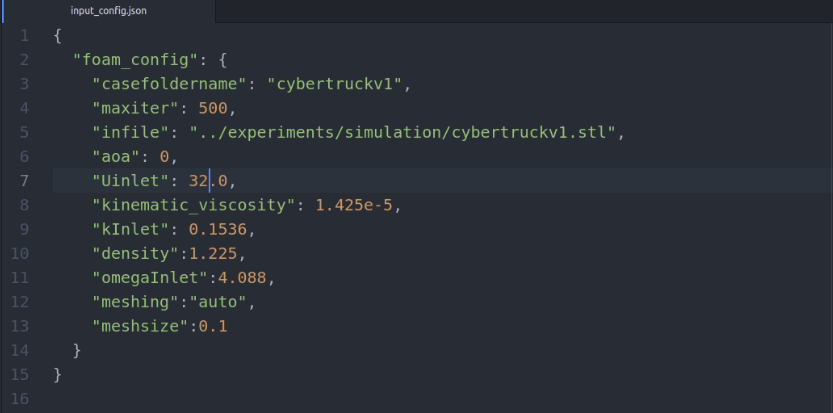 input_config.json
1 {
2 "foam_config": {
3 "casefoldername": "cybertruckv1",
4 "maxiter": 500,
5 "infile": "../experiments/simulation/cybertruckv1.stl",
6 "aoa": 0,
7 "Uinlet": 32.0,
8 "kinematic_viscosity": 1.425e-5,
9 "kInlet": 0.1536,
10 "density":1.225,
11 "omegaInlet":4.088,
12 "meshing":"auto",
13 "meshsize":0.1
14 }
15 }
16